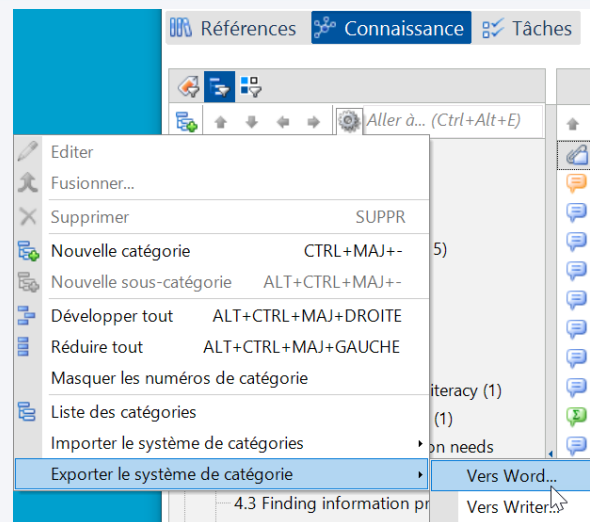 Références Connaissance Tâches
Aller à... (Ctrl+Alt+E)
Editer
Fusionner...
Supprimer SUPPR
Nouvelle catégorie CTRL+MAJ+-
5)
Nouvelle sous-catégorie ALT+CTRL+MAJ+-
Développer tout ALT+CTRL+MAJ+DROITE
Réduire tout ALT+CTRL+MAJ+GAUCHE
Masquer les numéros de catégorie
iteracy (1)
Liste des catégories
(1)
Importer le système de catégories
on needs
Exporter le système de catégorie
Vers Word...
4.3 Finding information pr
Vers Writer...